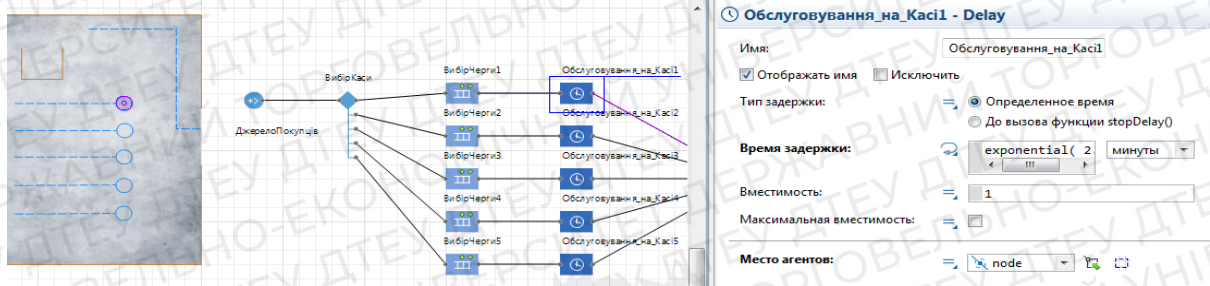 Обслуговування_на_Касі1 - Delay
Имя: Обслуговування_на_Касі1
Отображать имя Исключить
Тип задержки: Определенное время
До вызова функции stopDelay()
Время задержки: exponential( 2. минуты
Вместимость: 1
Максимальная вместимость:
Место агентов: node
ВибірКаси
ДжерелоПокупців
ВибірЧерги1 Обслуговування_на_Касі1
ВибірЧерги2 Обслуговування_на_Касі2
ВибірЧерги3 Обслуговування_на_Касі3
ВибірЧерги4 Обслуговування_на_Касі4
ВибірЧерги5 Обслуговування_на_Касі5